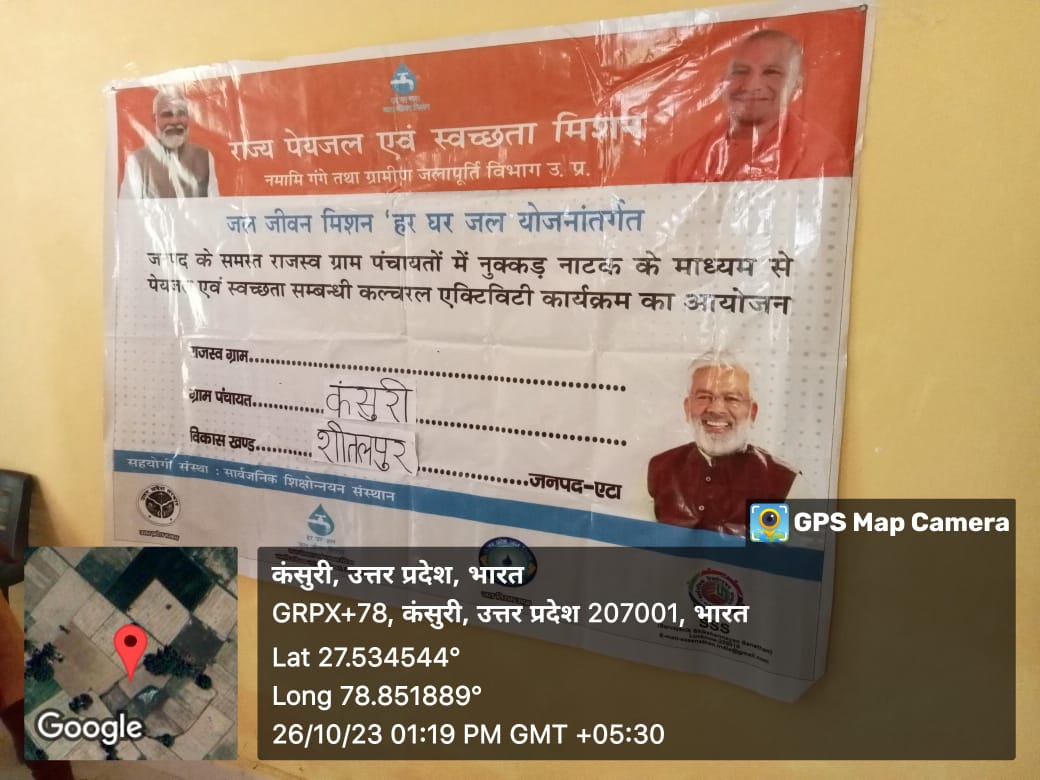 राज्य पेयजल एवं स्वच्छता मिशन
नमामि गंगे तथा ग्रामीण जलापूर्ति विभाग उ. प्र.
जल जीवन मिशन 'हर घर जल योजनांतर्गत
जनपद के समस्त राजस्व ग्राम पंचायतों में नुक्कड़ नाटक के माध्यम से
पेयजल एवं स्वच्छता सम्बन्धी कल्चरल एक्टिविटी कार्यक्रम का आयोजन
राजस्व ग्राम
ग्राम पंचायत कंसुरी
विकास खण्ड शीतलपुर जनपद-एटा
सहयोगी संस्था : सार्वजनिक शिक्षोन्नयन संस्थान
हर घर जल
SSS
GPS Map Camera
कंसुरी, उत्तर प्रदेश, भारत
GRPX+78, कंसुरी, उत्तर प्रदेश 207001, भारत
Lat 27.534544°
Long 78.851889°
26/10/23 01:19 PM GMT +05:30
Google